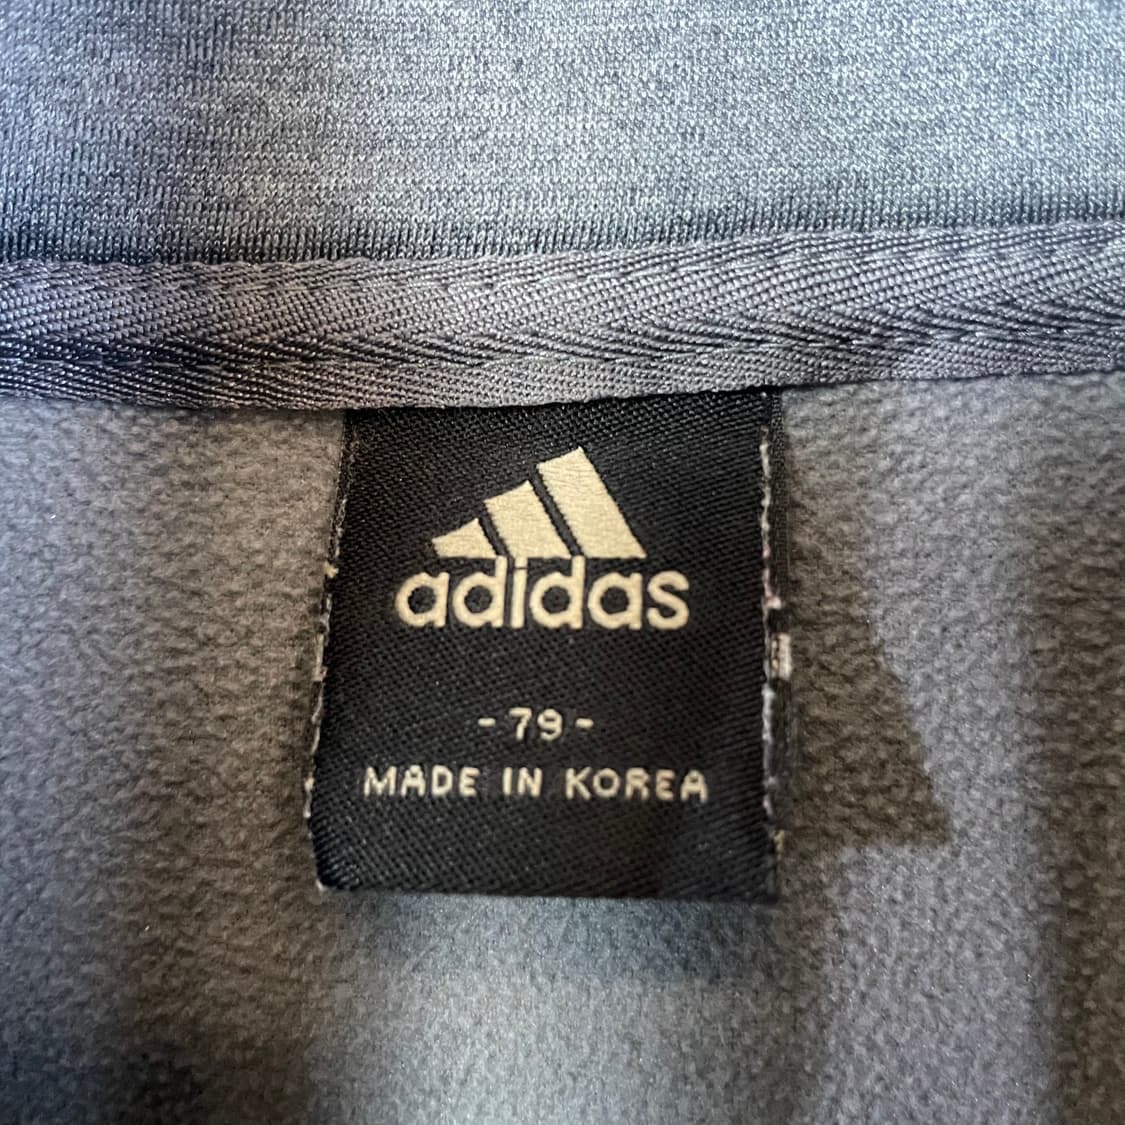 adidas
-79-
MADE IN KOREA